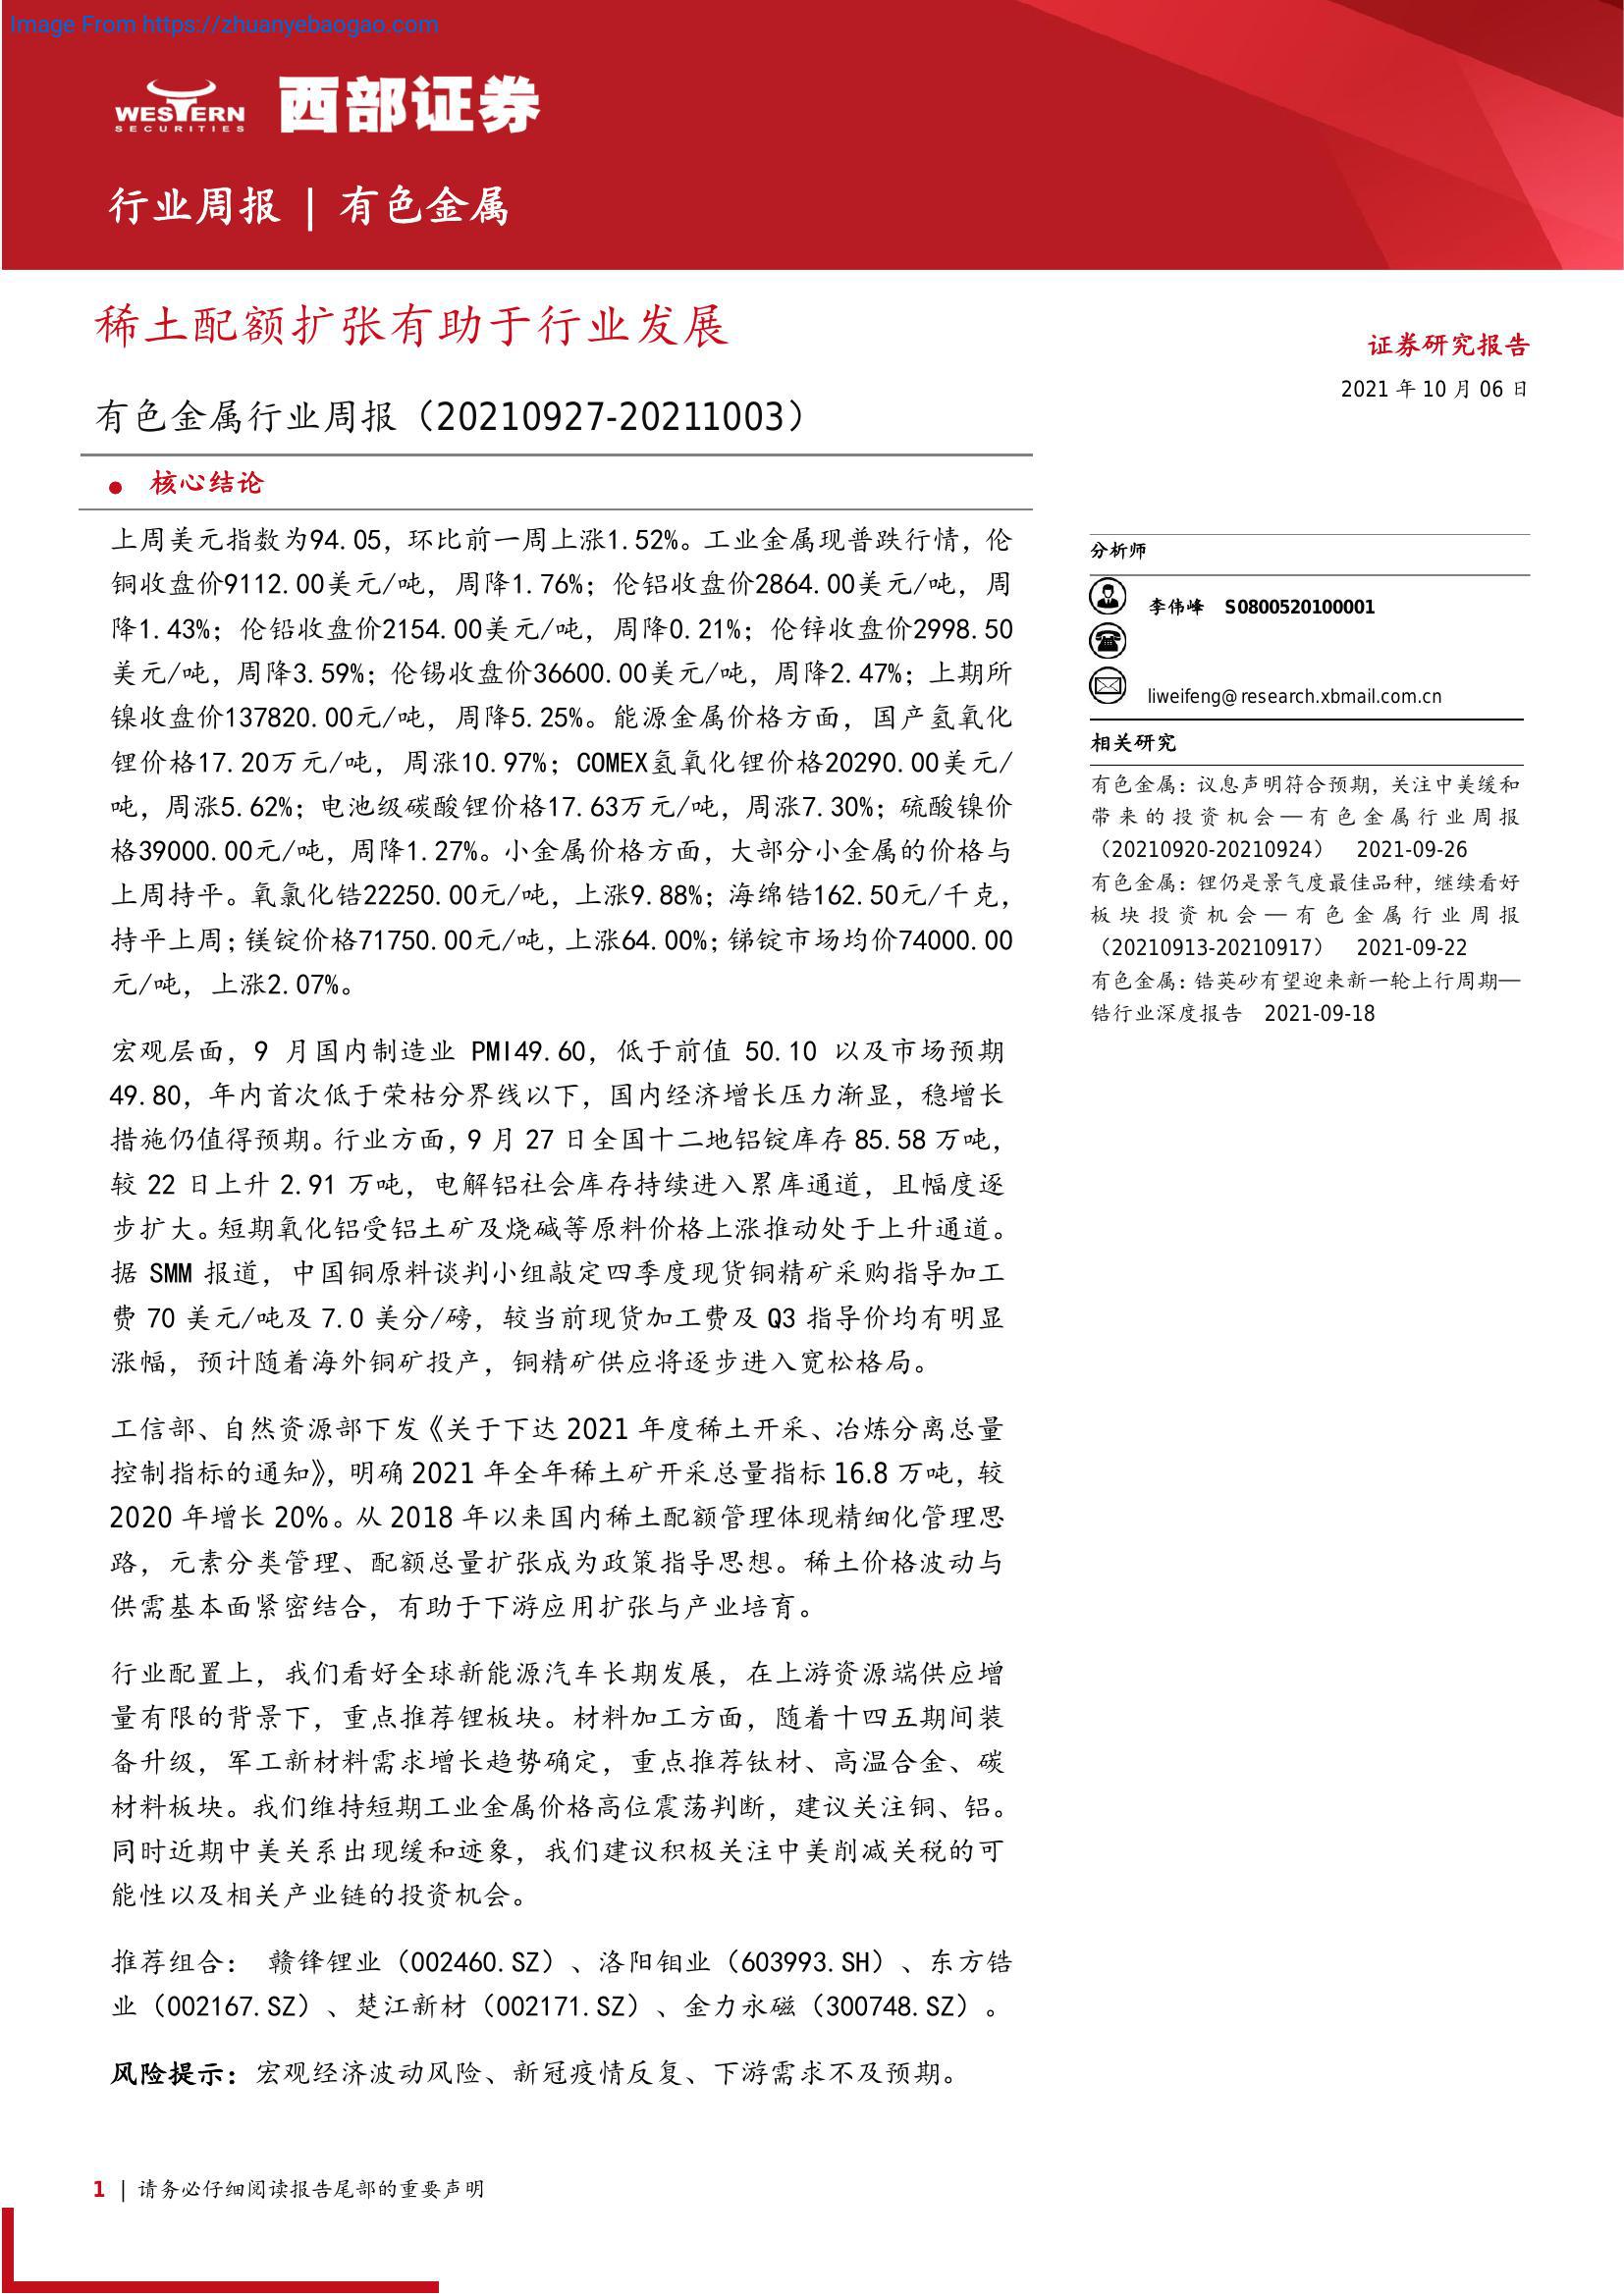 Image From https://zhuanyebaogao.com
WESTERN
SECURITIES
西部证券
行业周报 | 有色金属
稀土配额扩张有助于行业发展
有色金属行业周报（20210927-20211003）
● 核心结论
上周美元指数为94.05，环比前一周上涨1.52%。工业金属现普跌行情，伦
铜收盘价9112.00美元/吨，周降1.76%；伦铝收盘价2864.00美元/吨，周
降1.43%；伦铅收盘价2154.00美元/吨，周降0.21%；伦锌收盘价2998.50
美元/吨，周降3.59%；伦锡收盘价36600.00美元/吨，周降2.47%；上期所
镍收盘价137820.00元/吨，周降5.25%。能源金属价格方面，国产氢氧化
锂价格17.20万元/吨，周涨10.97%；COMEX氢氧化锂价格20290.00美元/
吨，周涨5.62%；电池级碳酸锂价格17.63万元/吨，周涨7.30%；硫酸镍价
格39000.00元/吨，周降1.27%。小金属价格方面，大部分小金属的价格与
上周持平。氧氯化锆22250.00元/吨，上涨9.88%；海绵锆162.50元/千克，
持平上周；镁锭价格71750.00元/吨，上涨64.00%；锑锭市场均价74000.00
元/吨，上涨2.07%。
宏观层面，9 月国内制造业 PMI49.60，低于前值 50.10 以及市场预期
49.80，年内首次低于荣枯分界线以下，国内经济增长压力渐显，稳增长
措施仍值得预期。行业方面，9 月 27 日全国十二地铝锭库存 85.58 万吨，
较 22 日上升 2.91 万吨，电解铝社会库存持续进入累库通道，且幅度逐
步扩大。短期氧化铝受铝土矿及烧碱等原料价格上涨推动处于上升通道。
据 SMM 报道，中国铜原料谈判小组敲定四季度现货铜精矿采购指导加工
费 70 美元/吨及 7.0 美分/磅，较当前现货加工费及 Q3 指导价均有明显
涨幅，预计随着海外铜矿投产，铜精矿供应将逐步进入宽松格局。
工信部、自然资源部下发《关于下达 2021 年度稀土开采、冶炼分离总量
控制指标的通知》，明确 2021 年全年稀土矿开采总量指标 16.8 万吨，较
2020 年增长 20%。从 2018 年以来国内稀土配额管理体现精细化管理思
路，元素分类管理、配额总量扩张成为政策指导思想。稀土价格波动与
供需基本面紧密结合，有助于下游应用扩张与产业培育。
行业配置上，我们看好全球新能源汽车长期发展，在上游资源端供应增
量有限的背景下，重点推荐锂板块。材料加工方面，随着十四五期间装
备升级，军工新材料需求增长趋势确定，重点推荐钛材、高温合金、碳
材料板块。我们维持短期工业金属价格高位震荡判断，建议关注铜、铝。
同时近期中美关系出现缓和迹象，我们建议积极关注中美削减关税的可
能性以及相关产业链的投资机会。
推荐组合： 赣锋锂业（002460.SZ）、洛阳钼业（603993.SH）、东方锆
业（002167.SZ）、楚江新材（002171.SZ）、金力永磁（300748.SZ）。
风险提示：宏观经济波动风险、新冠疫情反复、下游需求不及预期。
证券研究报告
2021 年 10 月 06 日
分析师
李伟峰 S0800520100001
liweifeng@research.xbmail.com.cn
相关研究
有色金属：议息声明符合预期，关注中美缓和
带来的投资机会—有色金属行业周报
（20210920-20210924） 2021-09-26
有色金属：锂仍是景气度最佳品种，继续看好
板块投资机会—有色金属行业周报
（20210913-20210917） 2021-09-22
有色金属：锆英砂有望迎来新一轮上行周期—
锆行业深度报告 2021-09-18
1 | 请务必仔细阅读报告尾部的重要声明